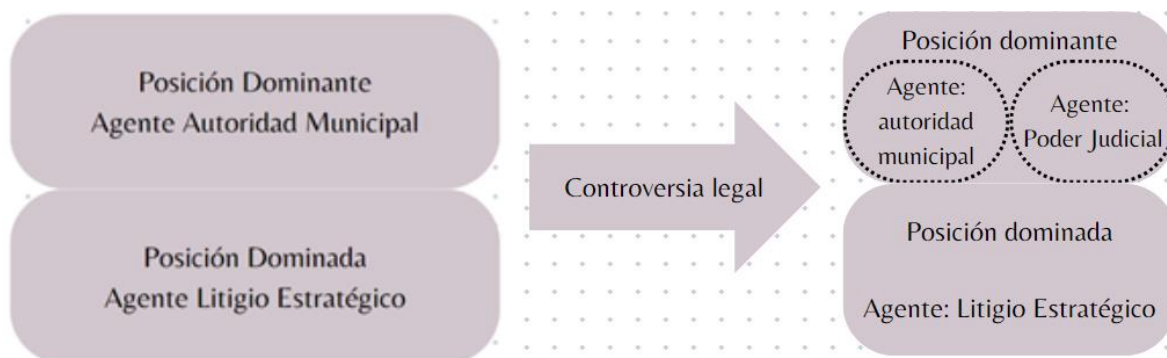 Posición Dominante
Agente Autoridad Municipal
Posición Dominada
Agente Litigio Estratégico
Controversia legal
Posición dominante
Agente:
autoridad
municipal
Agente:
Poder Judicial
Posición dominada
Agente: Litigio Estratégico